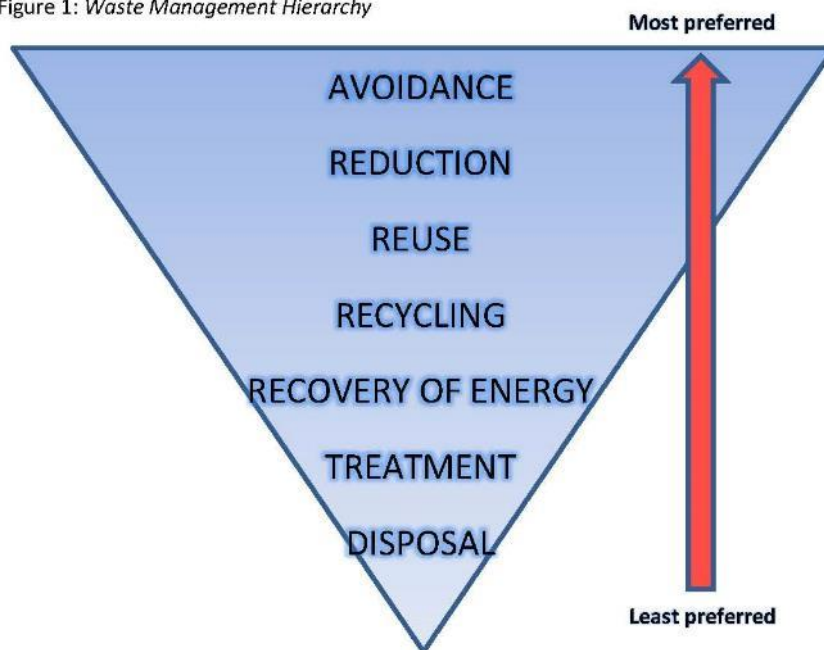 Figure 1: Waste Management Hierarchy
Most preferred
AVOIDANCE
REDUCTION
REUSE
RECYCLING
RECOVERY OF ENERGY
TREATMENT
DISPOSAL
Least preferred